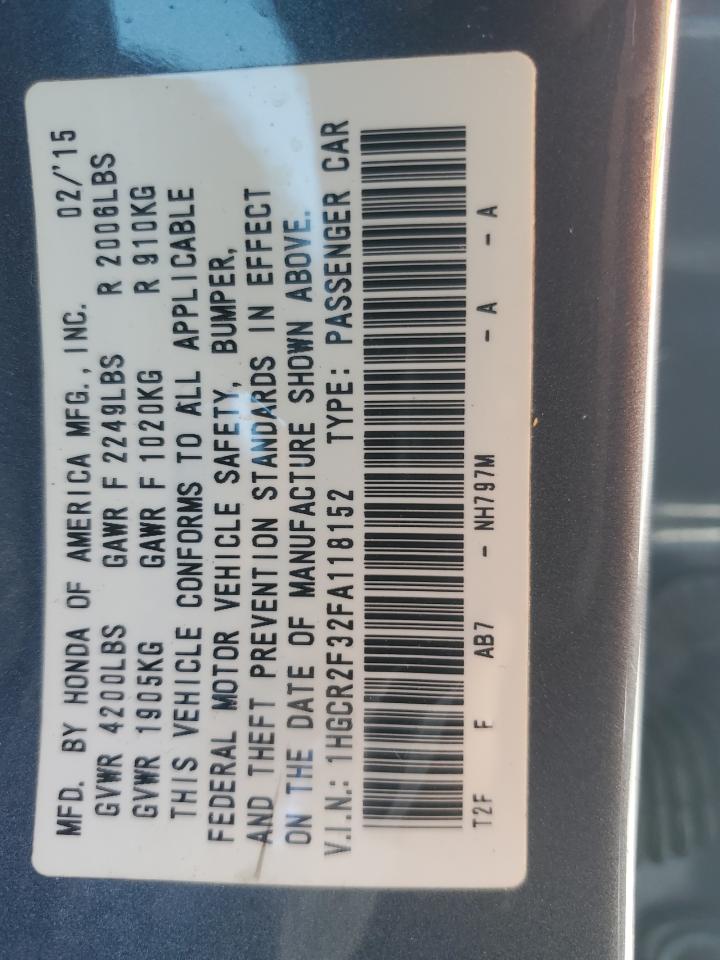 MFD. BY HONDA OF AMERICA MFG., INC. 02/'15
GVWR 4200LBS GAWR F 2249LBS R 2006LBS
GVWR 1905KG GAWR F 1020KG R 910KG
THIS VEHICLE CONFORMS TO ALL APPLICABLE
FEDERAL MOTOR VEHICLE SAFETY, BUMPER,
AND THEFT PREVENTION STANDARDS IN EFFECT
ON THE DATE OF MANUFACTURE SHOWN ABOVE.
V.I.N.: 1HGCR2F32FA118152 TYPE: PASSENGER CAR
T2F F AB7 - NH797M - A - A